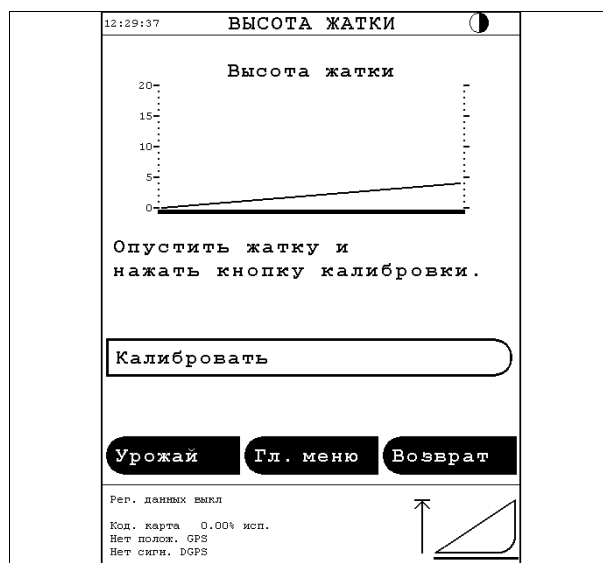 12:29:37 ВЫСОТА ЖАТКИ
Высота жатки
20
15
10
5
0
Опустить жатку и
нажать кнопку калибровки.
Калибровать
Урожай Гл. меню Возврат
Рег. данных выкл
Код. карта 0.00% исп.
Нет полож. GPS
Нет сигн. DGPS